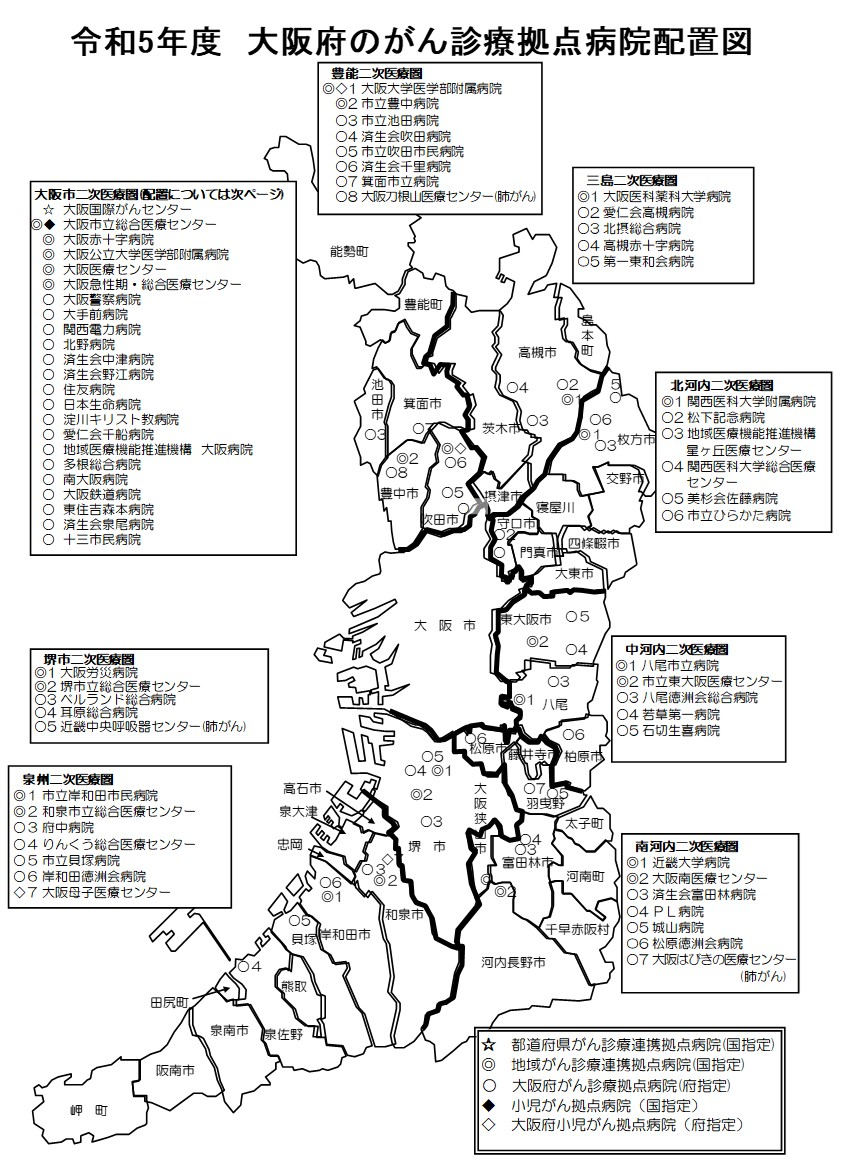 令和5年度　大阪府のがん診療拠点病院配置図
豊能二次医療圏
◎◇1 大阪大学医学部附属病院
◎2 市立豊中病院
○3 市立池田病院
○4 済生会吹田病院
○5 市立吹田市民病院
○6 済生会千里病院
○7 箕面市立病院
○8 大阪刀根山医療センター(肺がん)
三島二次医療圏
◎1 大阪医科薬科大学病院
○2 愛仁会高槻病院
○3 北摂総合病院
○4 高槻赤十字病院
○5 第一東和会病院
大阪市二次医療圏(配置については次ページ)
☆ 大阪国際がんセンター
◎◆ 大阪市立総合医療センター
◎ 大阪赤十字病院
◎ 大阪公立大学医学部附属病院
◎ 大阪医療センター
◎ 大阪急性期・総合医療センター
○ 大阪警察病院
○ 大手前病院
○ 関西電力病院
○ 北野病院
○ 済生会中津病院
○ 済生会野江病院
○ 住友病院
○ 日本生命病院
○ 淀川キリスト教病院
○ 愛仁会千船病院
○ 地域医療機能推進機構　大阪病院
○ 多根総合病院
○ 南大阪病院
○ 大阪鉄道病院
○ 東住吉森本病院
○ 済生会泉尾病院
○ 十三市民病院
北河内二次医療圏
◎1 関西医科大学附属病院
○2 松下記念病院
○3 地域医療機能推進機構
星ヶ丘医療センター
○4 関西医科大学総合医療
センター
○5 美杉会佐藤病院
○6 市立ひらかた病院
堺市二次医療圏
◎1 大阪労災病院
◎2 堺市立総合医療センター
○3 ベルランド総合病院
○4 耳原総合病院
○5 近畿中央呼吸器センター(肺がん)
中河内二次医療圏
◎1 八尾市立病院
◎2 市立東大阪医療センター
○3 八尾徳洲会総合病院
○4 若草第一病院
○5 石切生喜病院
泉州二次医療圏
◎1 市立岸和田市民病院
◎2 和泉市立総合医療センター
○3 府中病院
○4 りんくう総合医療センター
○5 市立貝塚病院
○6 岸和田徳洲会病院
◇7 大阪母子医療センター
南河内二次医療圏
◎1 近畿大学病院
◎2 大阪南医療センター
○3 済生会富田林病院
○4 ＰＬ病院
○5 城山病院
○6 松原徳洲会病院
○7 大阪はびきの医療センター
(肺がん)
能勢町
豊能町
島本町
高槻市
池田市
箕面市
茨木市
○4
○2
◎1
5
○
○3
○7
○3
○6
◎1
○3
枚方市
◎◇
○6
◎2
○8
○5
豊中市
吹田市
摂津市
交野市
寝屋川
守口市
○2
○
門真市
四條畷市
大東市
大阪市
東大阪市
○5
◎2
○4
○3
◎1
八尾
○6
松原市
藤井寺市
○6
柏原市
○5
○4 ◎1
◎2
○3
堺市
大阪狭山市
○7
○5
羽曳野
太子町
高石市
泉大津
忠岡
○4
○3
富田林市
◎
◎2
河南町
千早赤阪村
◇7
○3
◎2
和泉市
○6
◎1
岸和田市
○5
貝塚
河内長野市
○4
熊取
田尻町
泉南市
泉佐野
阪南市
岬町
☆ 都道府県がん診療連携拠点病院(国指定)
◎ 地域がん診療連携拠点病院(国指定)
○ 大阪府がん診療拠点病院(府指定)
◆ 小児がん拠点病院（国指定）
◇ 大阪府小児がん拠点病院（府指定）